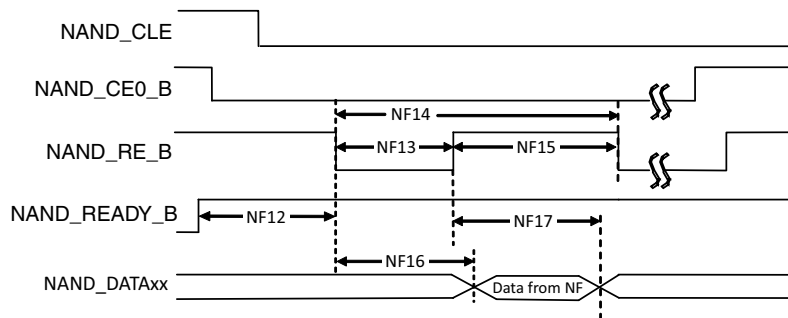 NAND_CLE
NAND_CE0_B
NF14
NAND_RE_B
NF13
NF15
NAND_READY_B
NF12
NF17
NF16
NAND_DATAxx
Data from NF